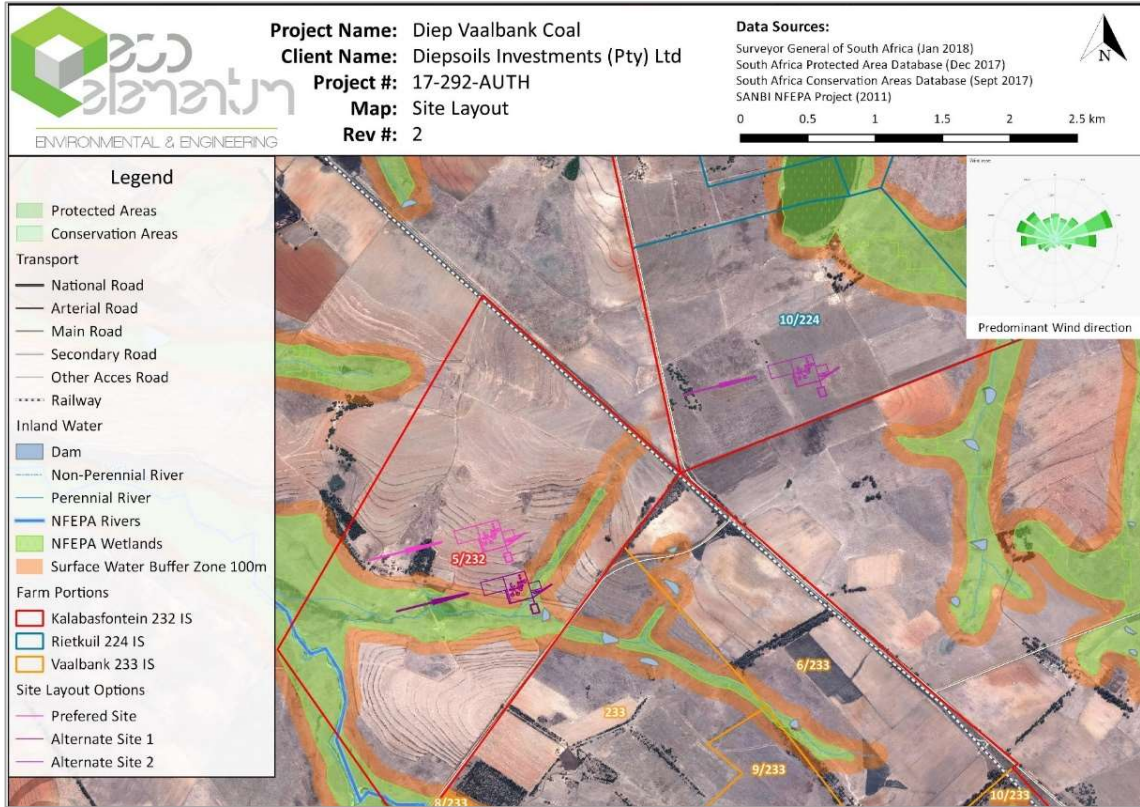 eco
elementum
ENVIRONMENTAL & ENGINEERING
Project Name: Diep Vaalbank Coal
Client Name: Diepsoils Investments (Pty) Ltd
Project #: 17-292-AUTH
Map: Site Layout
Rev #: 2
Data Sources:
Surveyor General of South Africa (Jan 2018)
South Africa Protected Area Database (Dec 2017)
South Africa Conservation Areas Database (Sept 2017)
SANBI NFEPA Project (2011)
0 0.5 1 1.5 2 2.5 km
N
Legend
Protected Areas
Conservation Areas
Transport
National Road
Arterial Road
Main Road
Secondary Road
Other Acces Road
Railway
Inland Water
Dam
Non-Perennial River
Perennial River
NFEPA Rivers
NFEPA Wetlands
Surface Water Buffer Zone 100m
Farm Portions
Kalabasfontein 232 IS
Rietkuil 224 IS
Vaalbank 233 IS
Site Layout Options
Prefered Site
Alternate Site 1
Alternate Site 2
Predominant Wind direction
10/224
5/232
6/233
233
9/233
8/233
10/233